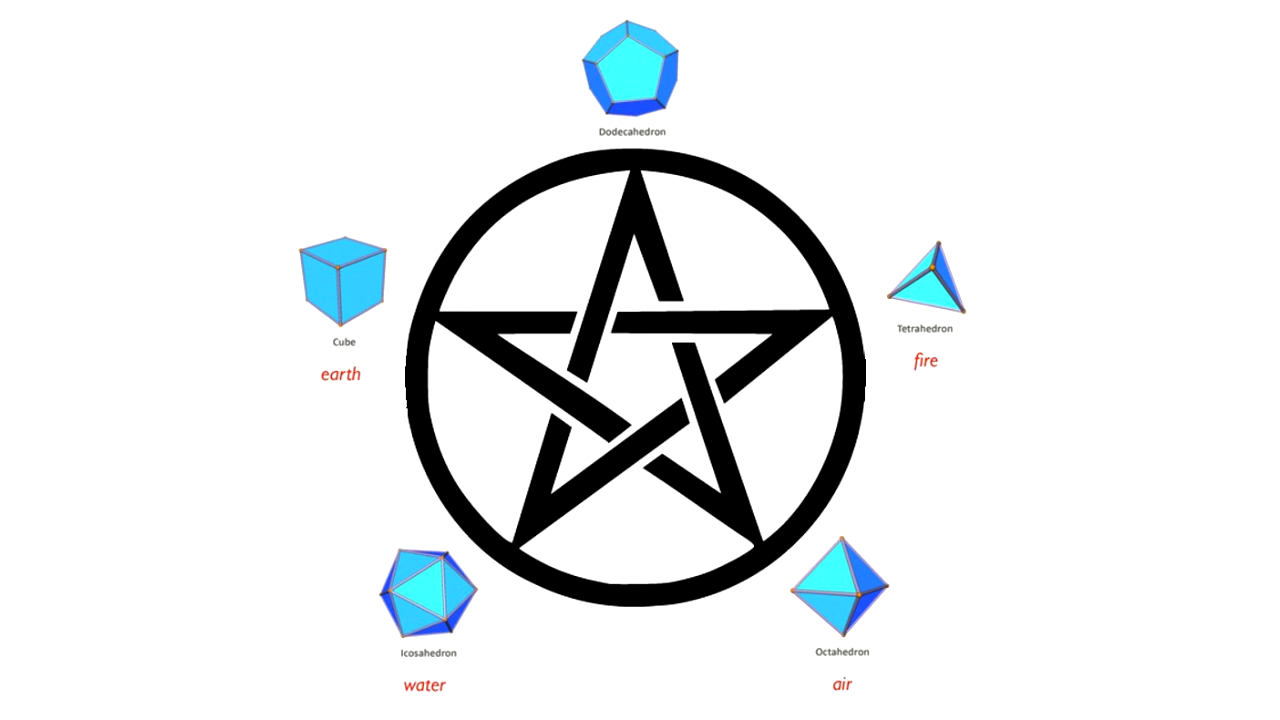 Dodecahedron
Cube
earth
Tetrahedron
fire
Icosahedron
water
Octahedron
air